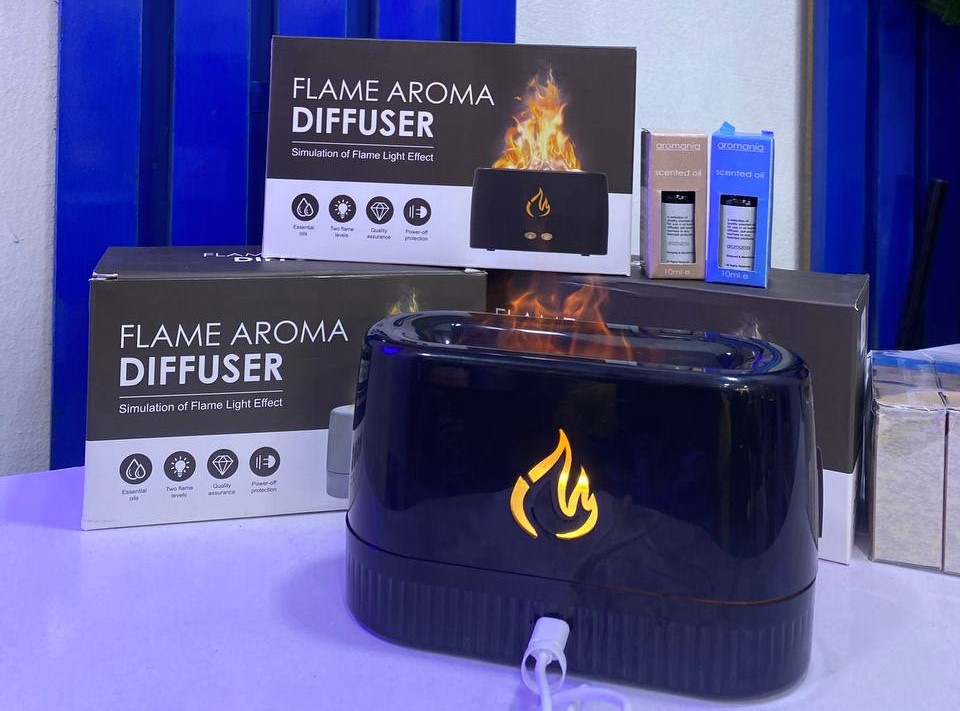 FLAME AROMA
DIFFUSER
Simulation of Flame Light Effect
Essential
oils
Two flame
levels
Quality
assurance
Power-off
protection
aromania
scented oil
aromania
10ml e
aromania
scented oil
aromania
10ml e
FLAME AROMA
DIFFUSER
Simulation of Flame Light Effect
Essential
oils
Two flame
levels
Quality
assurance
Power-off
protection